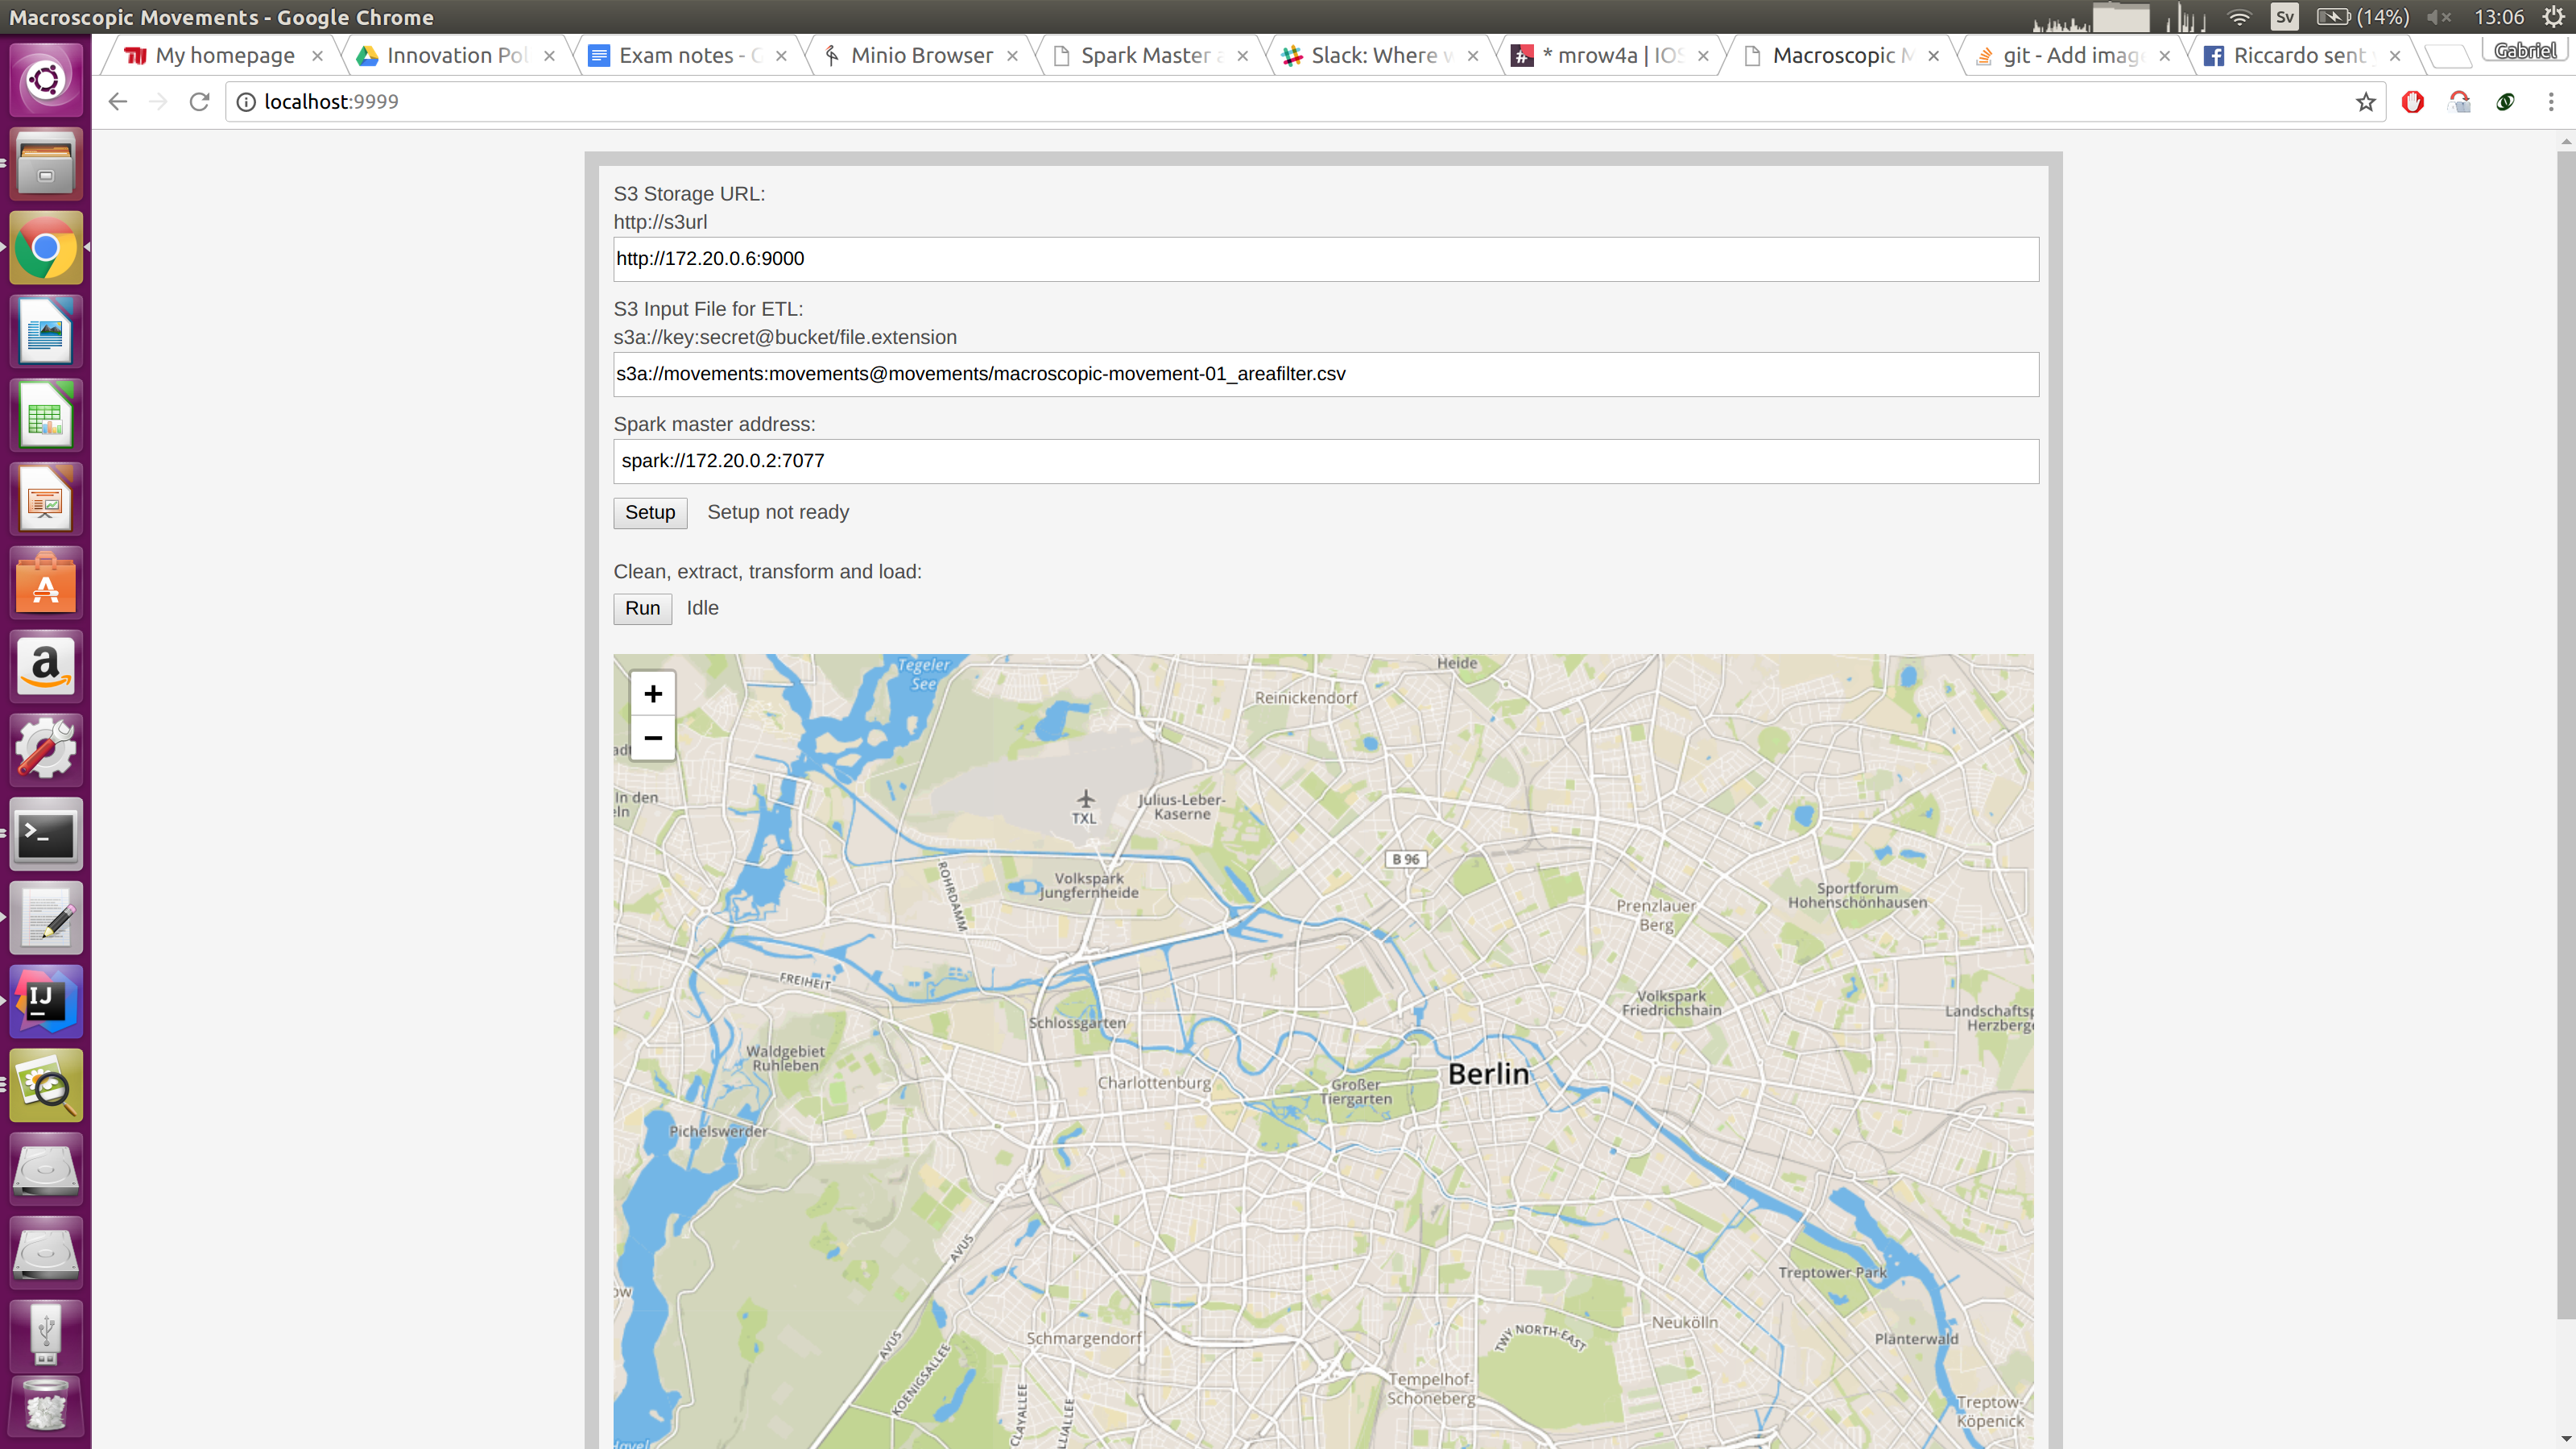 Macroscopic Movements - Google Chrome
Sv (14%) 13:06
My homepage
Innovation Pol
Exam notes - G
Minio Browser
Spark Master a
Slack: Where w
* mrow4a | IOS
Macroscopic M
git - Add image
Riccardo sent y
Gabriel
localhost:9999
S3 Storage URL:
http://s3url
http://172.20.0.6:9000
S3 Input File for ETL:
s3a://key:secret@bucket/file.extension
s3a://movements:movements@movements/macroscopic-movement-01_areafilter.csv
Spark master address:
spark://172.20.0.2:7077
Setup Setup not ready
Clean, extract, transform and load:
Run Idle
+
−
Tegeler
See
Heide
Reinickendorf
In den
TXL
Julius-Leber-
Kaserne
B 96
ROHRDAMM
Volkspark
Jungfernheide
Sportforum
Hohenschönhausen
Prenzlauer
Berg
FREIHEIT
Volkspark
Friedrichshain
Landschaftsp
Herzberge
Schlossgarten
Waldgebiet
Ruhleben
Charlottenburg
Großer
Tiergarten
Berlin
Pichelswerder
AVUS
Treptower Park
Neukölln
Schmargendorf
TWY NORTH-EAST
Plänterwald
AVUS
KOENIGSALLEE
CLAYALLEE
Tempelhof-
Schöneberg
Treptow-
Köpenick
Havel